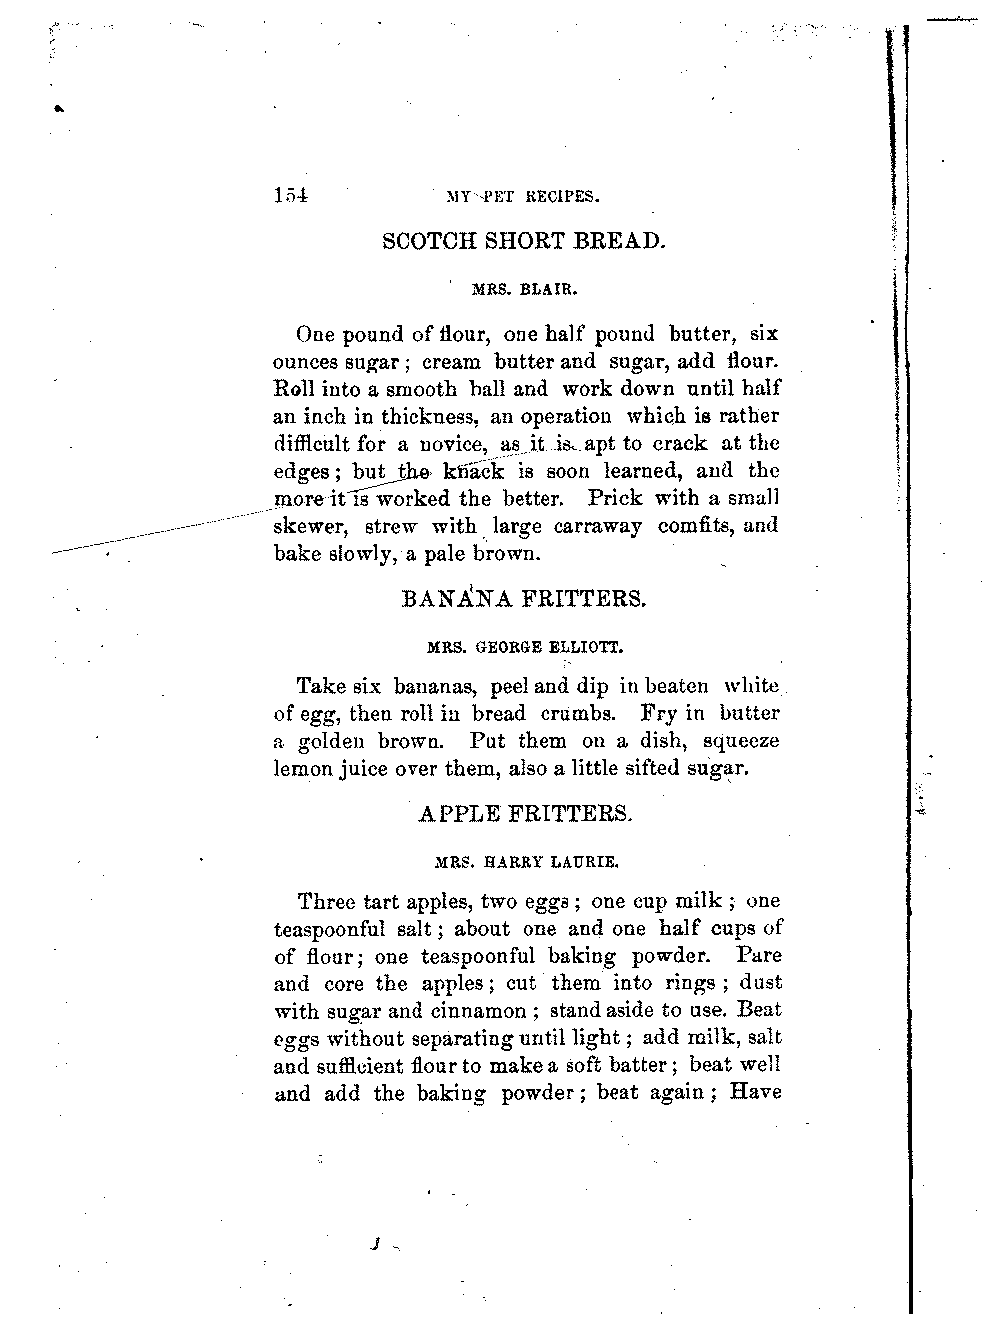 154 MY PET RECIPES.
SCOTCH SHORT BREAD.
MRS. BLAIR.
One pound of flour, one half pound butter, six
ounces sugar; cream butter and sugar, add flour.
Roll into a smooth ball and work down until half
an inch in thickness, an operation which is rather
difficult for a novice, as it is apt to crack at the
edges; but the knack is soon learned, and the
more it is worked the better. Prick with a small
skewer, strew with large carraway comfits, and
bake slowly, a pale brown.
BANANA FRITTERS.
MRS. GEORGE ELLIOTT.
Take six bananas, peel and dip in beaten white
of egg, then roll in bread crumbs. Fry in butter
a golden brown. Put them on a dish, squeeze
lemon juice over them, also a little sifted sugar.
APPLE FRITTERS.
MRS. HARRY LAURIE.
Three tart apples, two eggs; one cup milk; one
teaspoonful salt; about one and one half cups of
of flour; one teaspoonful baking powder. Pare
and core the apples; cut them into rings; dust
with sugar and cinnamon; stand aside to use. Beat
eggs without separating until light; add milk, salt
and sufficient flour to make a soft batter; beat well
and add the baking powder; beat again; Have